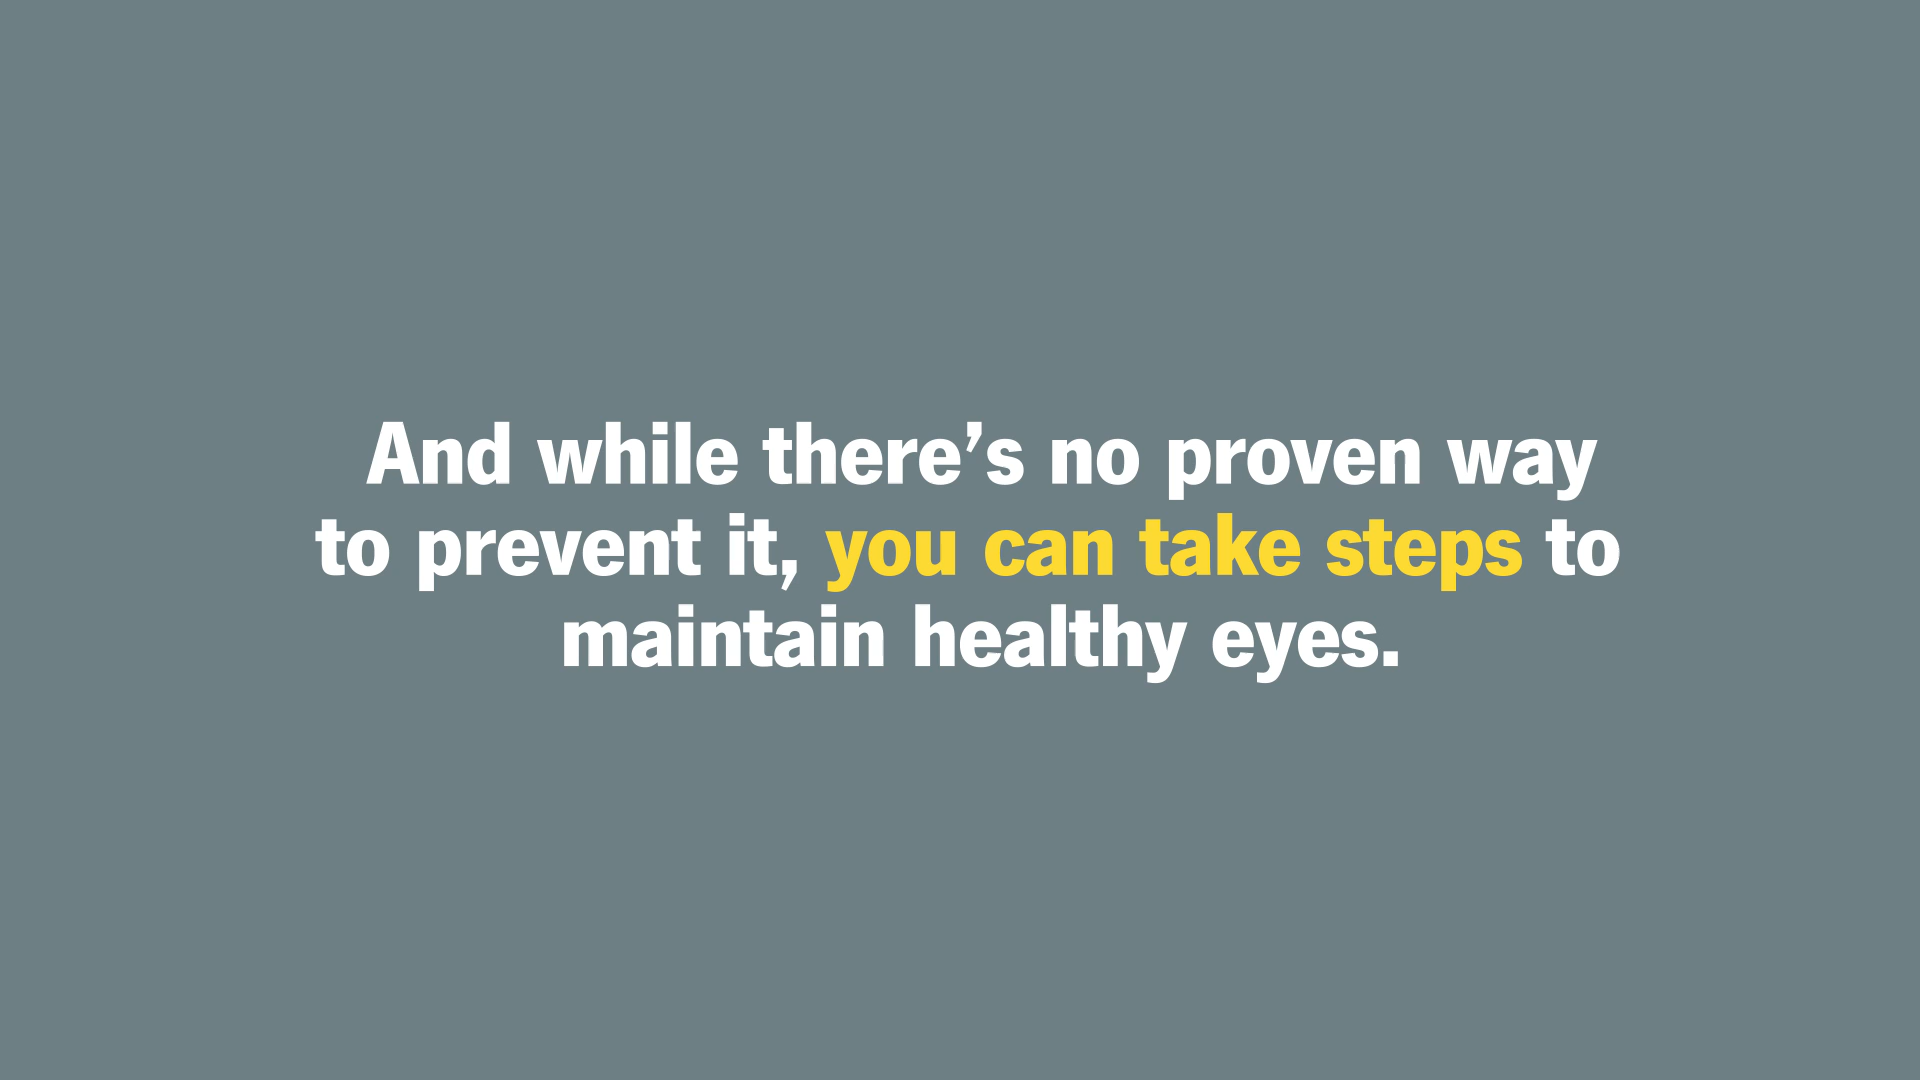 And while there’s no proven way
to prevent it, you can take steps to
maintain healthy eyes.